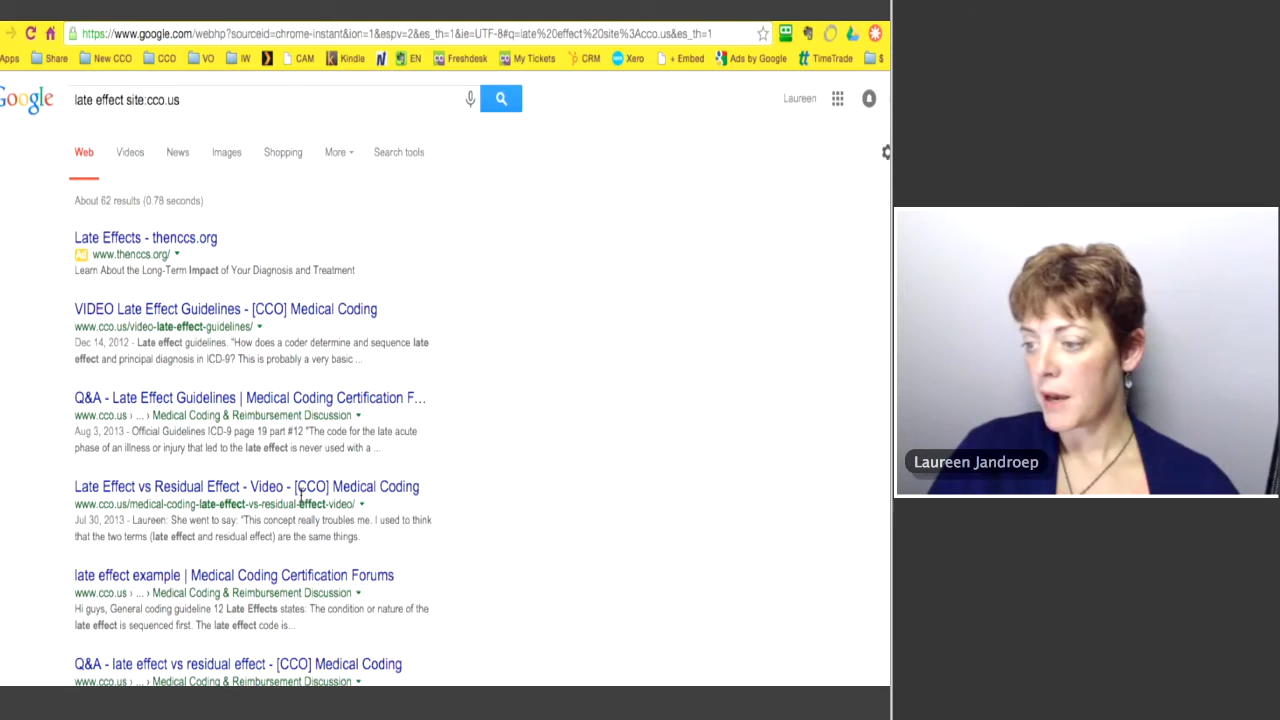 https://www.google.com/webhp?sourceid=chrome-instant&ion=1&espv=2&es_th=1&ie=UTF-8#q=late%20effect%20site%3Acco.us&es_th=1
Apps Share New CCO CCO VO IW CAM Kindle EN Freshdesk My Tickets CRM Xero + Embed Ads by Google TimeTrade $
Google late effect site:cco.us Laureen
Web Videos News Images Shopping More Search tools
About 62 results (0.78 seconds)
Late Effects - thenccs.org
Ad www.thenccs.org/
Learn About the Long-Term Impact of Your Diagnosis and Treatment
VIDEO Late Effect Guidelines - [CCO] Medical Coding
www.cco.us/video-late-effect-guidelines/
Dec 14, 2012 - Late effect guidelines. "How does a coder determine and sequence late
effect and principal diagnosis in ICD-9? This is probably a very basic ...
Q&A - Late Effect Guidelines | Medical Coding Certification F...
www.cco.us › ... › Medical Coding & Reimbursement Discussion
Aug 3, 2013 - Official Guidelines ICD-9 page 19 part #12 "The code for the late acute
phase of an illness or injury that led to the late effect is never used with a ...
Late Effect vs Residual Effect - Video - [CCO] Medical Coding
www.cco.us/medical-coding-late-effect-vs-residual-effect-video/
Jul 30, 2013 - Laureen: She went to say: "This concept really troubles me. I used to think
that the two terms (late effect and residual effect) are the same things.
late effect example | Medical Coding Certification Forums
www.cco.us › ... › Medical Coding & Reimbursement Discussion
Hi guys, General coding guideline 12 Late Effects states: The condition or nature of the
late effect is sequenced first. The late effect code is...
Q&A - late effect vs residual effect - [CCO] Medical Coding
www.cco.us › ... › Medical Coding & Reimbursement Discussion
Laureen Jandroep